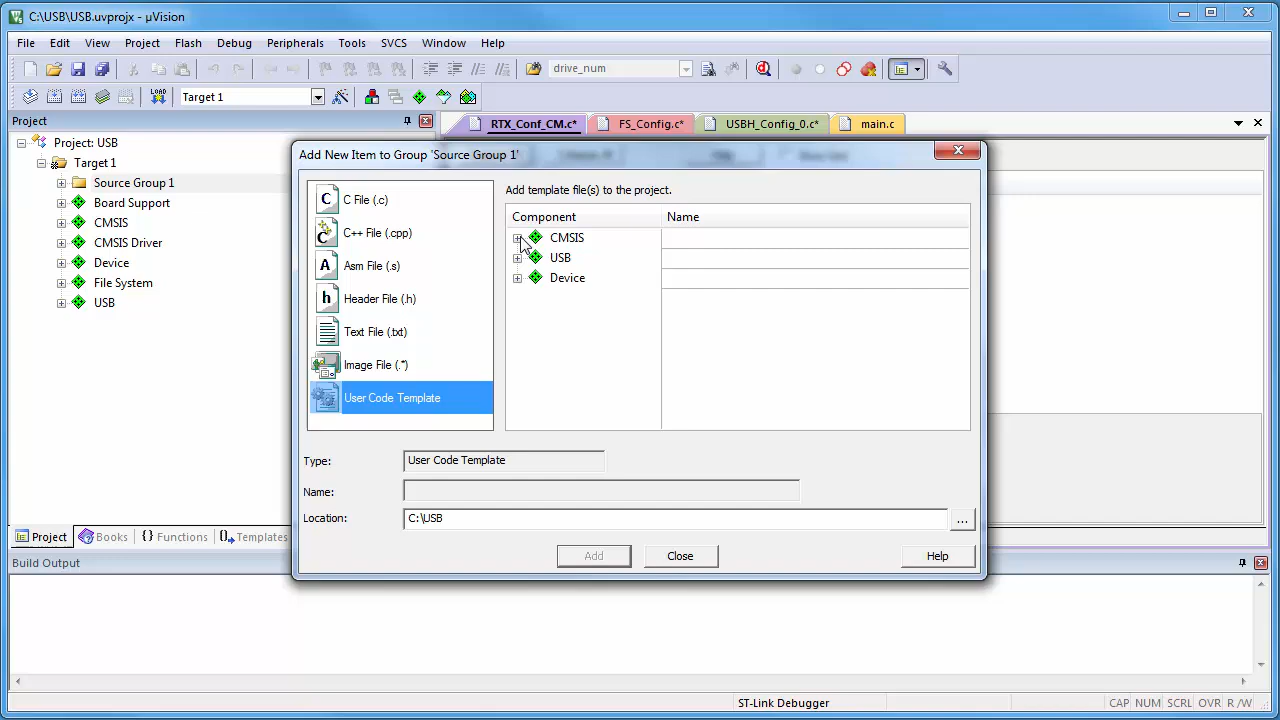 C:\USB\USB.uvprojx - µVision
File Edit View Project Flash Debug Peripherals Tools SVCS Window Help
drive_num
LOAD Target 1
Project
RTX_Conf_CM.c* FS_Config.c* USBH_Config_0.c* main.c
Project: USB
Target 1
Source Group 1
Board Support
CMSIS
CMSIS Driver
Device
File System
USB
Add New Item to Group 'Source Group 1'
C File (.c)
C++ File (.cpp)
Asm File (.s)
Header File (.h)
Text File (.txt)
Image File (.*)
User Code Template
Add template file(s) to the project.
Component Name
CMSIS
USB
Device
Type: User Code Template
Name:
Location: C:\USB ...
Add Close Help
Project Books {} Functions Templates
Build Output
ST-Link Debugger CAP NUM SCRL OVR R /W